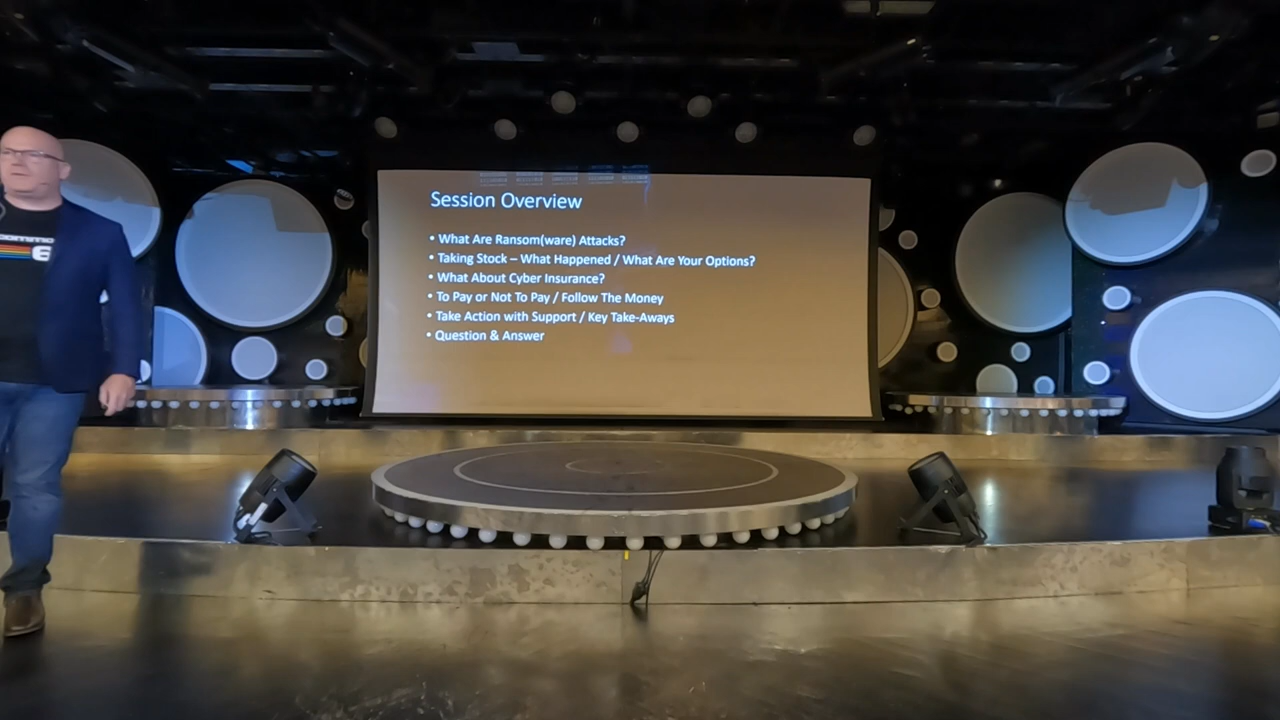 Session Overview
• What Are Ransom(ware) Attacks?
• Taking Stock – What Happened / What Are Your Options?
• What About Cyber Insurance?
• To Pay or Not To Pay / Follow The Money
• Take Action with Support / Key Take-Aways
• Question & Answer